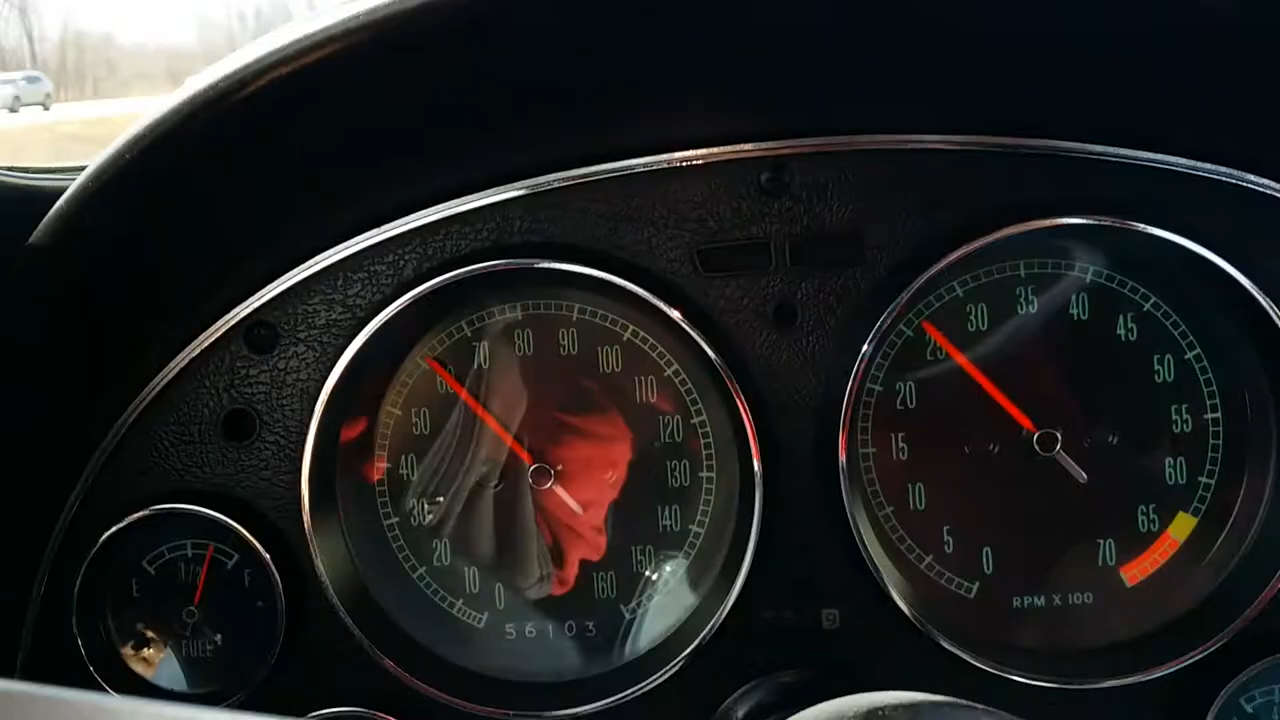 E 1/2 F
FUEL
0 10 20 30 40 50 60 70 80 90 100 110 120 130 140 150 160
56103
0 5 10 15 20 25 30 35 40 45 50 55 60 65 70
RPM X 100